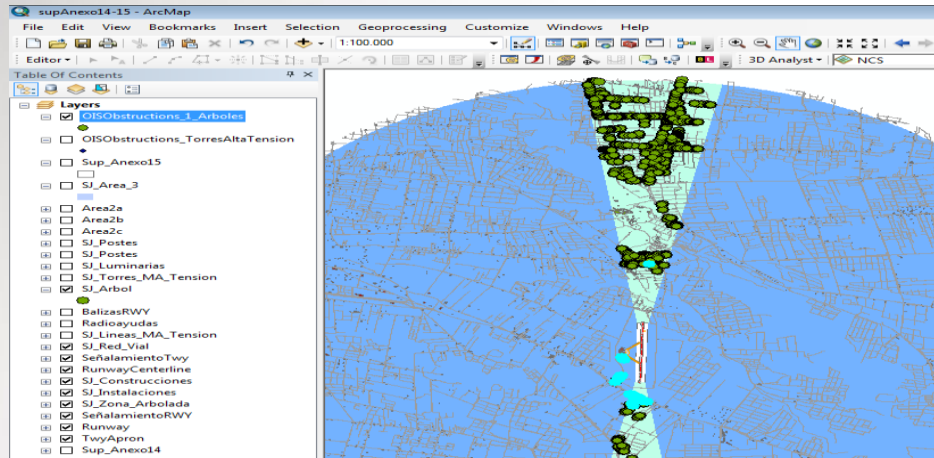 supAnexo14-15 - ArcMap
File Edit View Bookmarks Insert Selection Geoprocessing Customize Windows Help
1:100.000
Editor 3D Analyst NCS
Table Of Contents
Layers
OISObstructions_1_Arboles
OISObstructions_TorresAltaTension
Sup_Anexo15
SJ_Area_3
Area2a
Area2b
Area2c
SJ_Postes
SJ_Postes
SJ_Luminarias
SJ_Torres_MA_Tension
SJ_Arbol
BalizasRWY
Radioayudas
SJ_Lineas_MA_Tension
SJ_Red_Vial
SeñalamientoTwy
RunwayCenterline
SJ_Construcciones
SJ_Instalaciones
SJ_Zona_Arbolada
SeñalamientoRWY
Runway
TwyApron
Sup_Anexo14